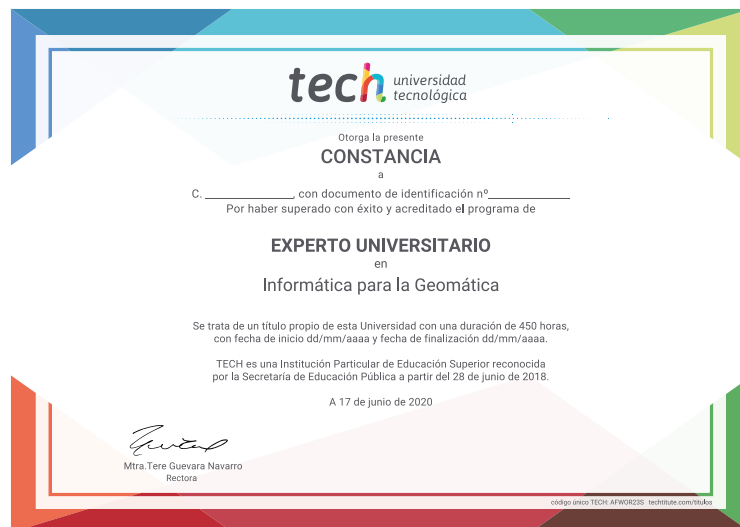 tech universidad
tecnológica
Otorga la presente
CONSTANCIA
a
C. ______________, con documento de identificación nº______________
Por haber superado con éxito y acreditado el programa de
EXPERTO UNIVERSITARIO
en
Informática para la Geomática
Se trata de un título propio de esta Universidad con una duración de 450 horas,
con fecha de inicio dd/mm/aaaa y fecha de finalización dd/mm/aaaa.
TECH es una Institución Particular de Educación Superior reconocida
por la Secretaría de Educación Pública a partir del 28 de junio de 2018.
A 17 de junio de 2020
Mtra.Tere Guevara Navarro
Rectora
código único TECH: AFWOR23S techtitute.com/titulos